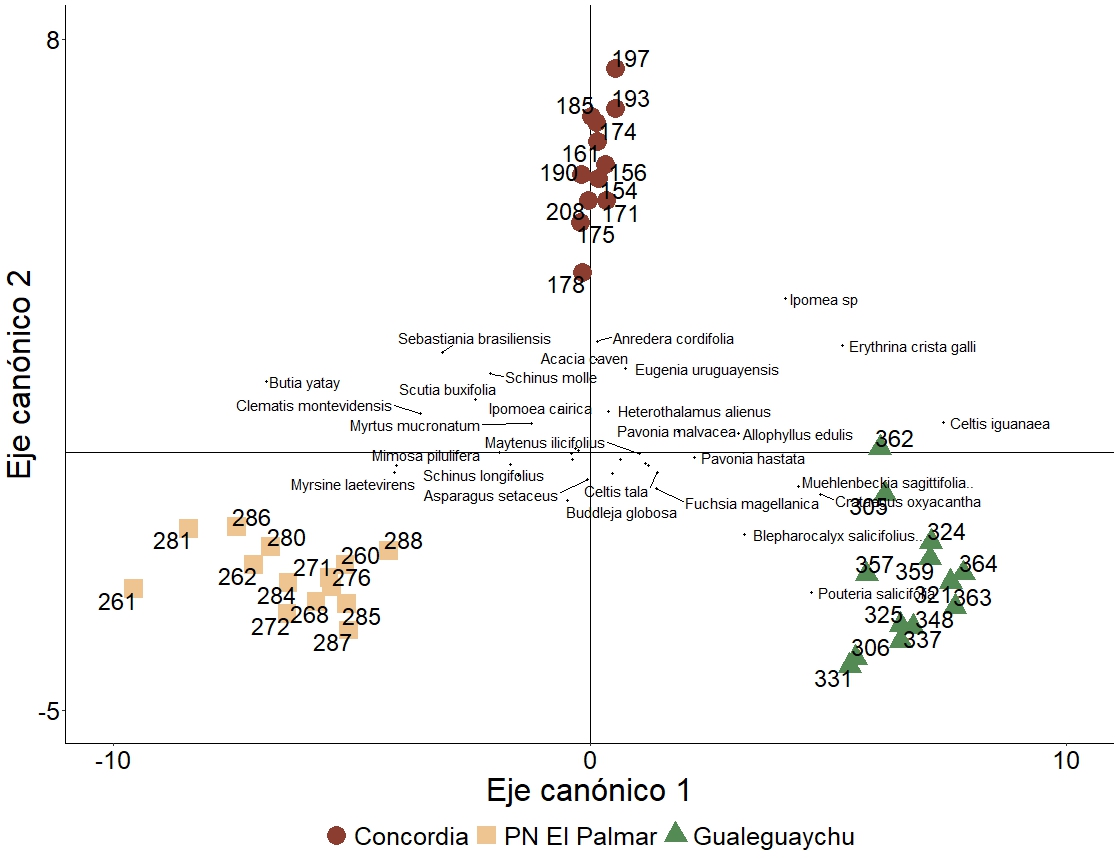 8
197
193
185
174
161
190
156
154
208
171
175
178
Ipomea sp
Sebastiania brasiliensis
Anredera cordifolia
Erythrina crista galli
Acacia caven
Eugenia uruguayensis
Schinus molle
Butia yatay
Scutia buxifolia
Clematis montevidensis
Ipomoea cairica
Heterothalamus alienus
Myrtus mucronatum
Celtis iguanaea
Pavonia malvacea
Allophyllus edulis
362
Maytenus ilicifolius
Mimosa pilulifera
Pavonia hastata
Schinus longifolius
Myrsine laetevirens
Muehlenbeckia sagittifolia..
Asparagus setaceus
Celtis tala
Fuchsia magellanica
Crataegus oxyacantha
305
Buddleja globosa
Blepharocalyx salicifolius..
286
281
280
288
324
260
271
276
262
357
359
364
284
Pouteria salicifolia
321
363
261
268
285
325
348
272
287
337
306
331
-5
-10
0
10
Eje canónico 2
Eje canónico 1
Concordia
PN El Palmar
Gualeguaychu